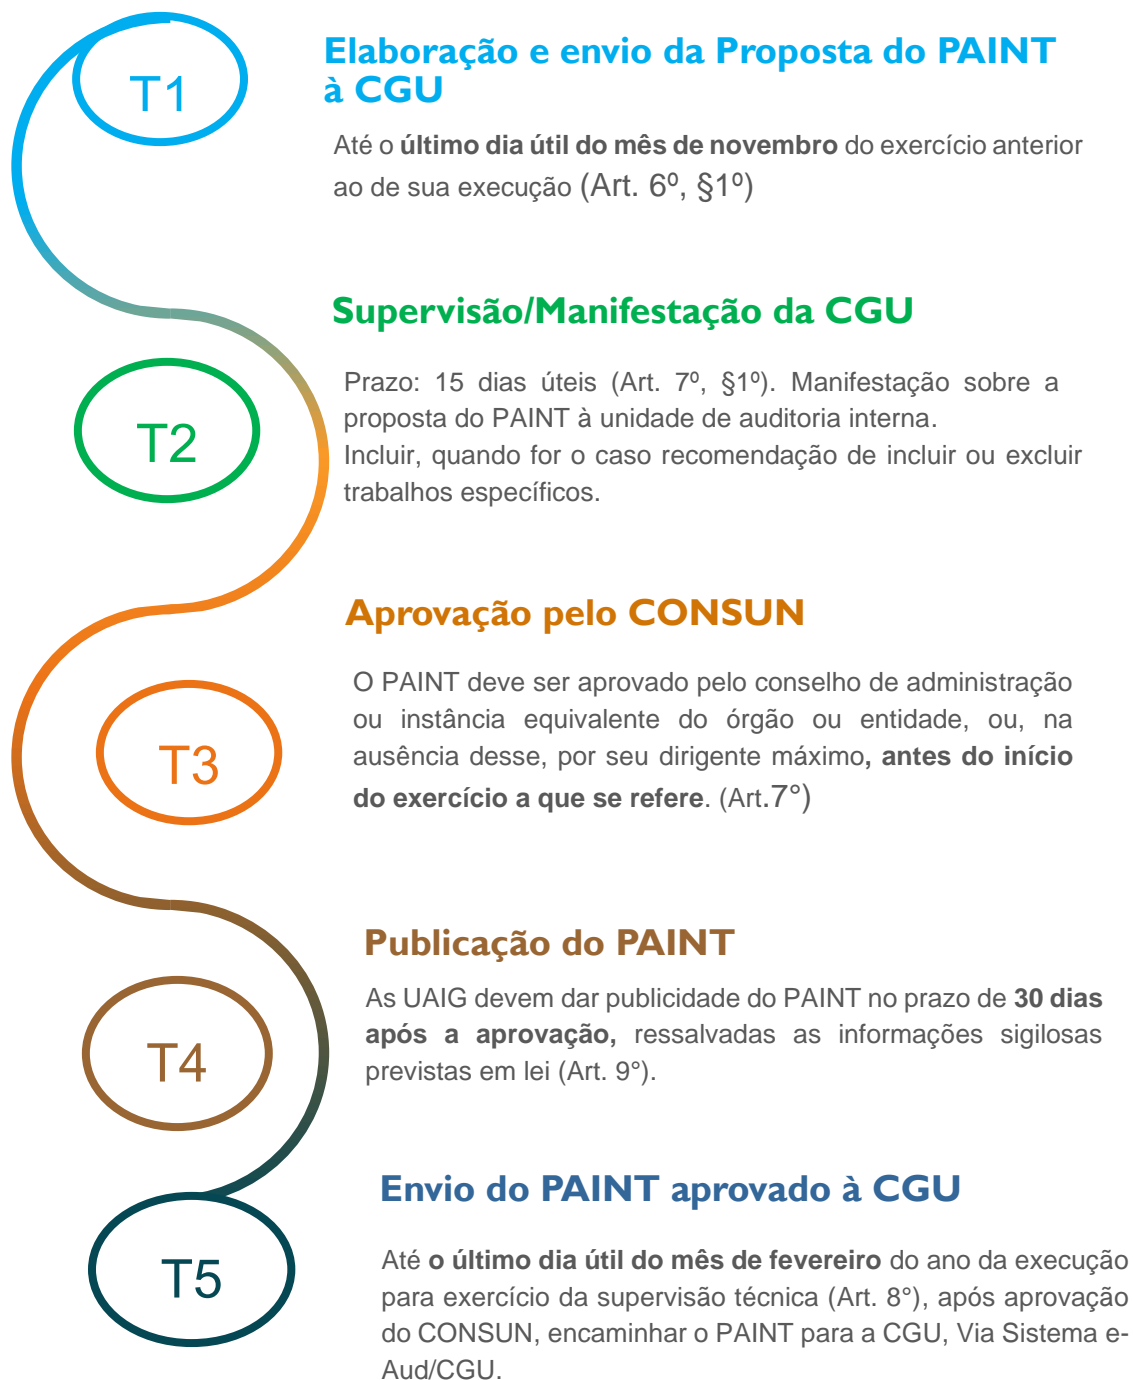 T1
Elaboração e envio da Proposta do PAINT
à CGU
Até o último dia útil do mês de novembro do exercício anterior
ao de sua execução (Art. 6º, §1º)
Supervisão/Manifestação da CGU
T2
Prazo: 15 dias úteis (Art. 7º, §1º). Manifestação sobre a
proposta do PAINT à unidade de auditoria interna.
Incluir, quando for o caso recomendação de incluir ou excluir
trabalhos específicos.
Aprovação pelo CONSUN
T3
O PAINT deve ser aprovado pelo conselho de administração
ou instância equivalente do órgão ou entidade, ou, na
ausência desse, por seu dirigente máximo, antes do início
do exercício a que se refere. (Art.7°)
Publicação do PAINT
T4
As UAIG devem dar publicidade do PAINT no prazo de 30 dias
após a aprovação, ressalvadas as informações sigilosas
previstas em lei (Art. 9°).
Envio do PAINT aprovado à CGU
T5
Até o último dia útil do mês de fevereiro do ano da execução
para exercício da supervisão técnica (Art. 8°), após aprovação
do CONSUN, encaminhar o PAINT para a CGU, Via Sistema e-
Aud/CGU.